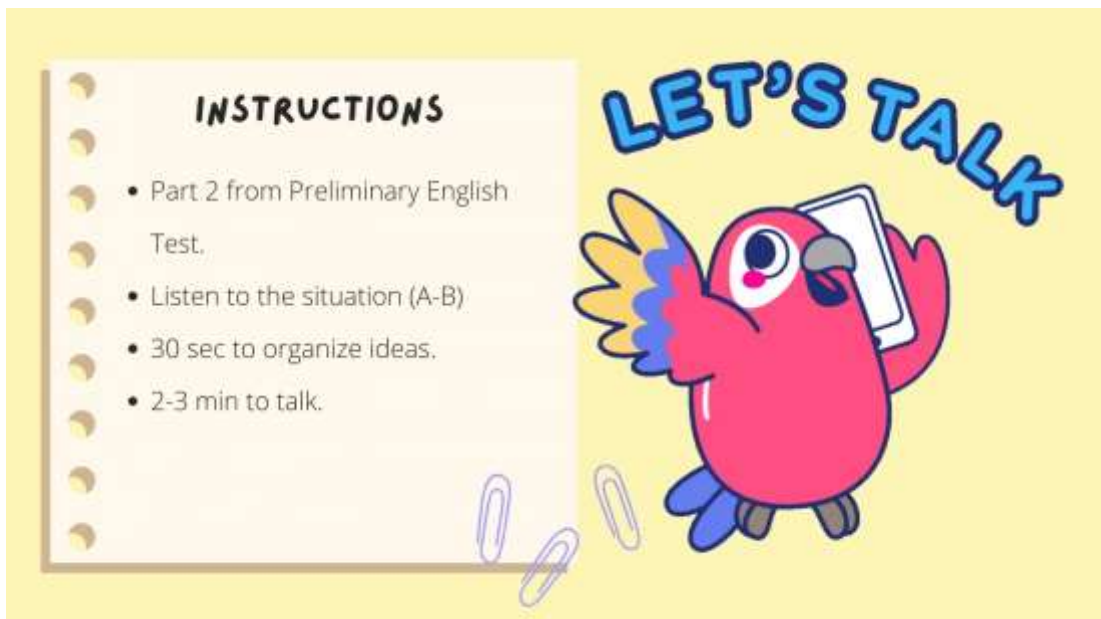 INSTRUCTIONS
• Part 2 from Preliminary English
Test.
• Listen to the situation (A-B)
• 30 sec to organize ideas.
• 2-3 min to talk.
LET'S TALK